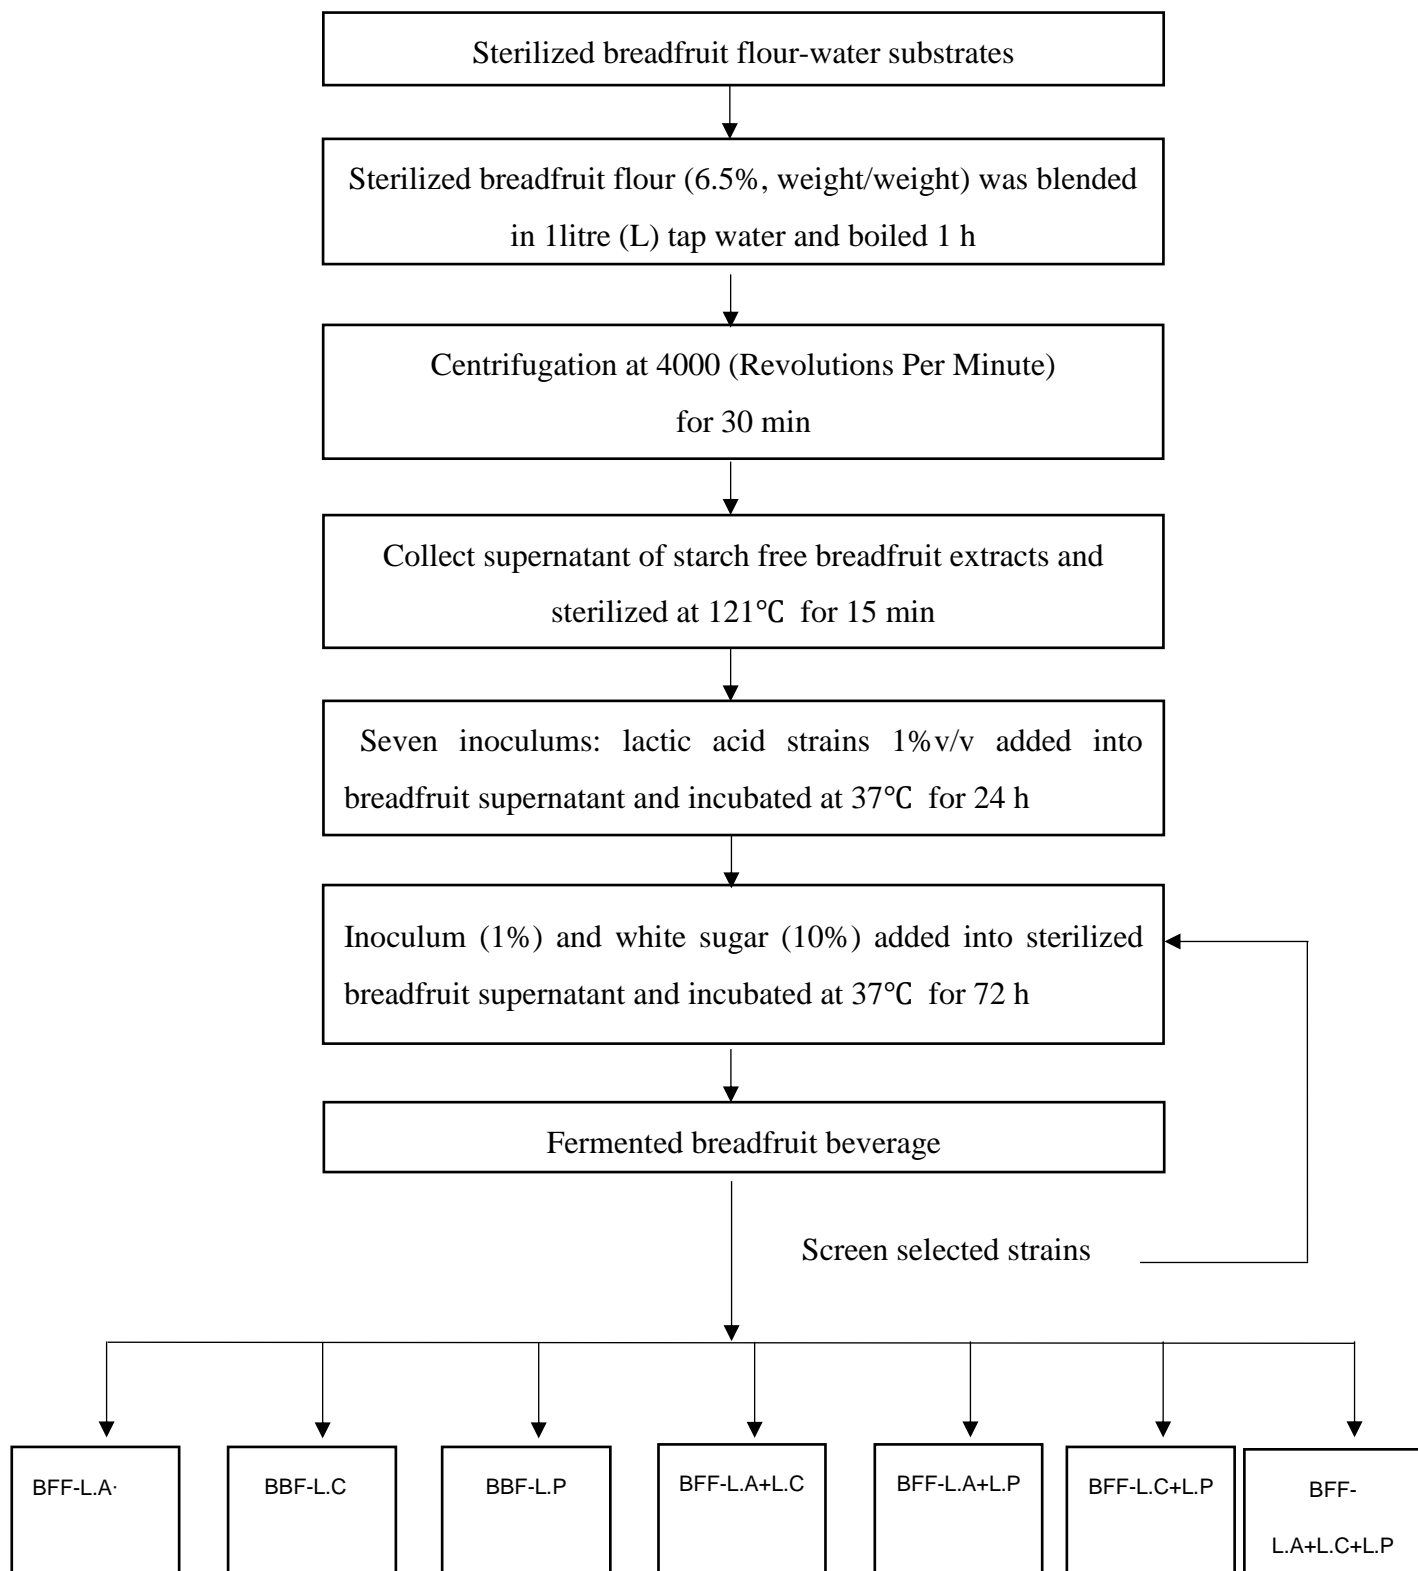 Sterilized breadfruit flour-water substrates
Sterilized breadfruit flour (6.5%, weight/weight) was blended
in 1litre (L) tap water and boiled 1 h
Centrifugation at 4000 (Revolutions Per Minute)
for 30 min
Collect supernatant of starch free breadfruit extracts and
sterilized at 121℃ for 15 min
Seven inoculums: lactic acid strains 1%v/v added into
breadfruit supernatant and incubated at 37℃ for 24 h
Inoculum (1%) and white sugar (10%) added into sterilized
breadfruit supernatant and incubated at 37℃ for 72 h
Fermented breadfruit beverage
Screen selected strains
BFF-L.A·
BBF-L.C
BBF-L.P
BFF-L.A+L.C
BFF-L.A+L.P
BFF-L.C+L.P
BFF-
L.A+L.C+L.P